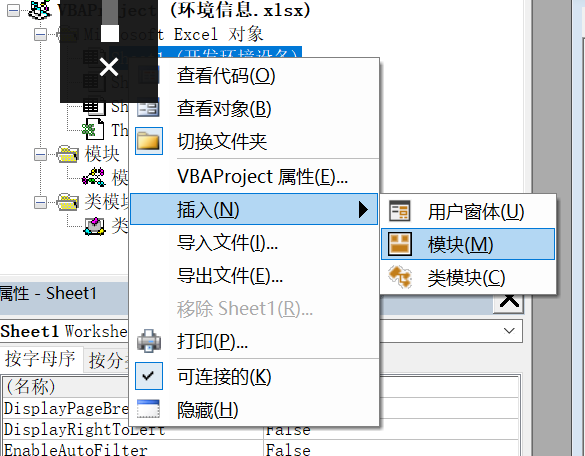 VBAProject (环境信息.xlsx)
Microsoft Excel 对象
(开发环境设备)
Sh
Sh
Th
模块
模
类模块
类
查看代码(O)
查看对象(B)
切换文件夹
VBAProject 属性(E)...
插入(N)
导入文件(I)...
导出文件(E)...
移除 Sheet1(R)...
打印(P)...
可连接的(K)
隐藏(H)
用户窗体(U)
模块(M)
类模块(C)
属性 - Sheet1
Sheet1 Workshe
按字母序 按分
(名称)
DisplayPageBre
DisplayRightToLeft False
EnableAutoFilter False